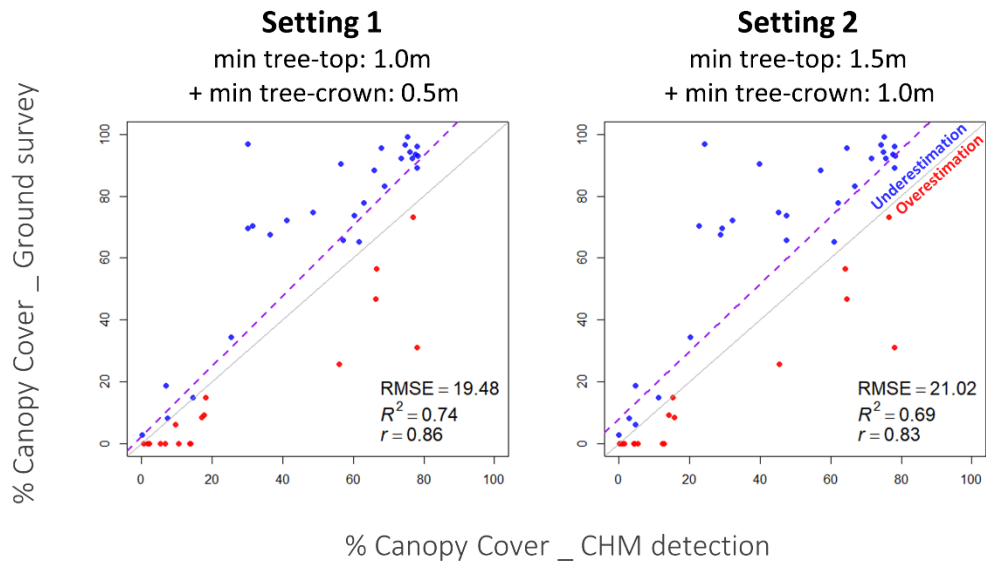 Setting 1
min tree-top: 1.0m
+ min tree-crown: 0.5m
Setting 2
min tree-top: 1.5m
+ min tree-crown: 1.0m
% Canopy Cover _ Ground survey
100
80
60
40
20
0
0 20 40 60 80 100
RMSE = 19.48
R² = 0.74
r = 0.86
100
80
60
40
20
0
0 20 40 60 80 100
Underestimation
Overestimation
RMSE = 21.02
R² = 0.69
r = 0.83
% Canopy Cover _ CHM detection